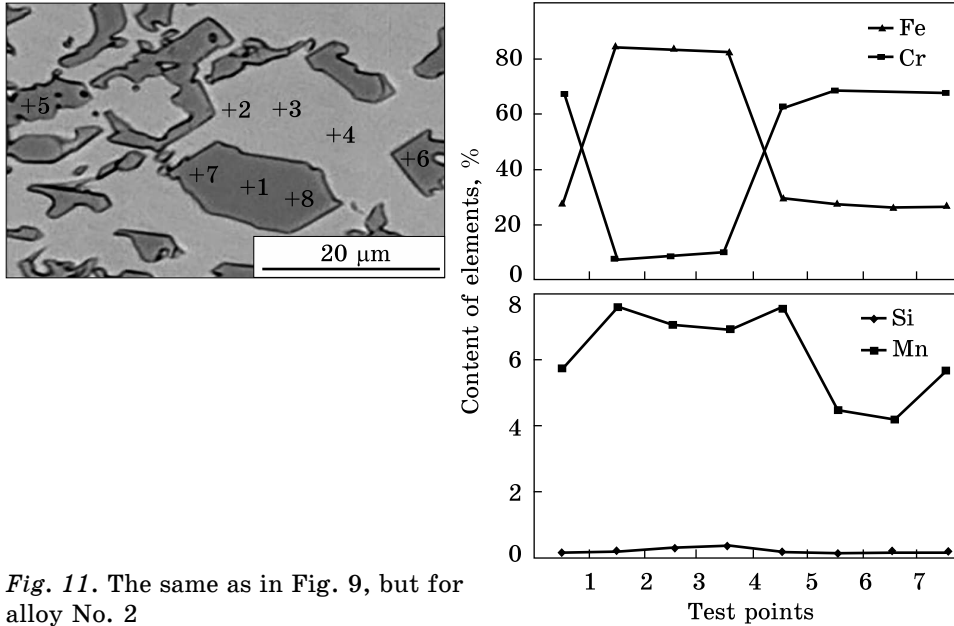 +5
+2
+3
+4
+6
+7
+1
+8
20 µm
Fig. 11. The same as in Fig. 9, but for
alloy No. 2
Content of elements, %
80
60
40
20
0
Fe
Cr
8
6
4
2
0
Si
Mn
1 2 3 4 5 6 7
Test points